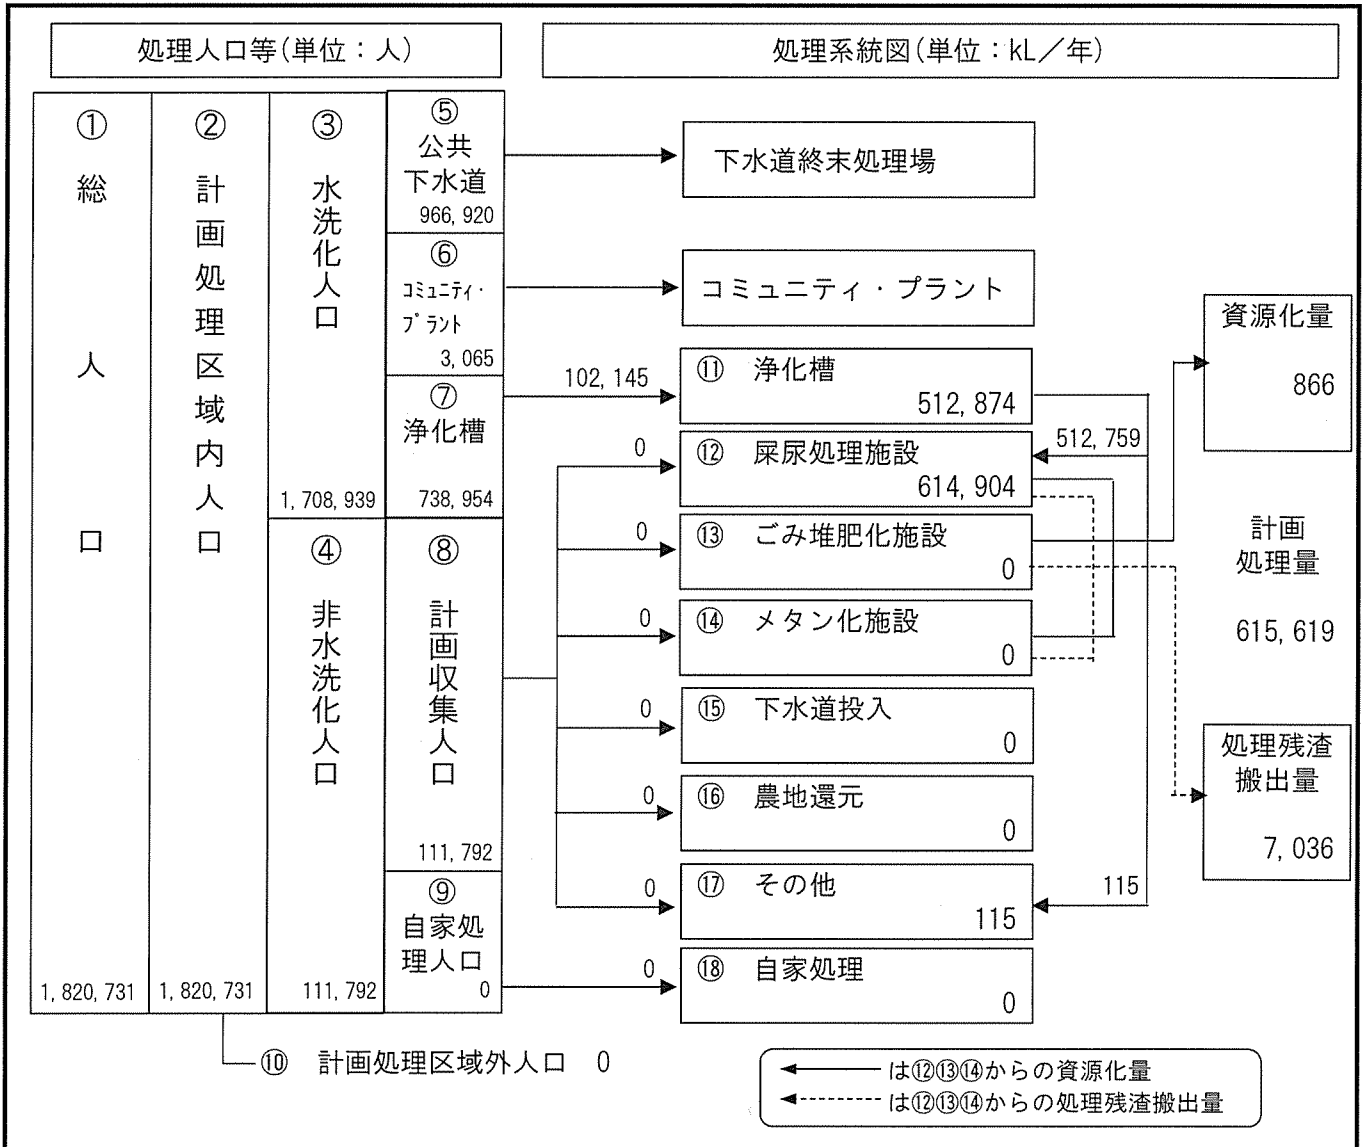 処理人口等(単位：人)
処理系統図(単位：kL／年)
① 総人口
1,820,731
② 計画処理区域内人口
1,820,731
③ 水洗化人口
1,708,939
④ 非水洗化人口
111,792
⑤
公共
下水道
966,920
⑥
コミュニティ・
プラント
3,065
⑦
浄化槽
738,954
⑧ 計画収集人口
111,792
⑨
自家処
理人口
0
⑩ 計画処理区域外人口 0
下水道終末処理場
コミュニティ・プラント
102,145
⑪ 浄化槽
512,874
0
⑫ 屎尿処理施設
614,904
512,759
0
⑬ ごみ堆肥化施設
0
0
⑭ メタン化施設
0
0
⑮ 下水道投入
0
0
⑯ 農地還元
0
0
⑰ その他
115
115
0
⑱ 自家処理
0
資源化量
866
計画
処理量
615,619
処理残渣
搬出量
7,036
は⑫⑬⑭からの資源化量
は⑫⑬⑭からの処理残渣搬出量